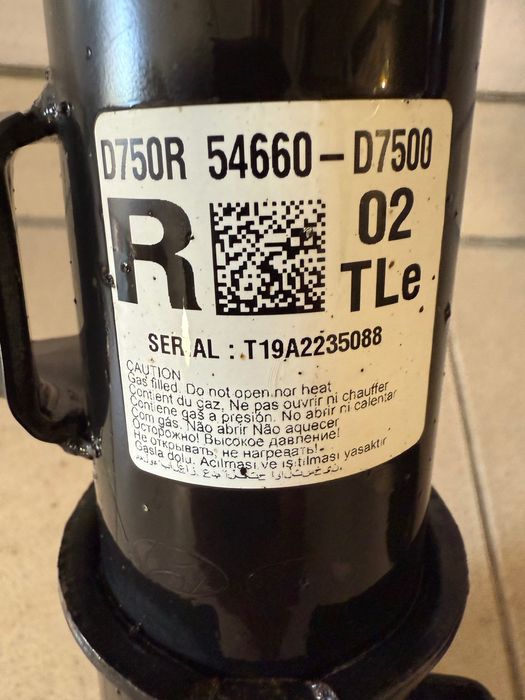 D750R 54660-D7500
R
02
TLe
SERIAL : T19A2235088
CAUTION
Gas filled. Do not open nor heat
Contient du gaz, Ne pas ouvrir ni chauffer
Contiene gas a presión. No abrir ni calentar
Com gás. Não abrir Não aquecer
Осторожно! Высокое давление!
Не открывать, не нагревать!
Gasla dolu. Acılması ve ısıtılması yasaktır